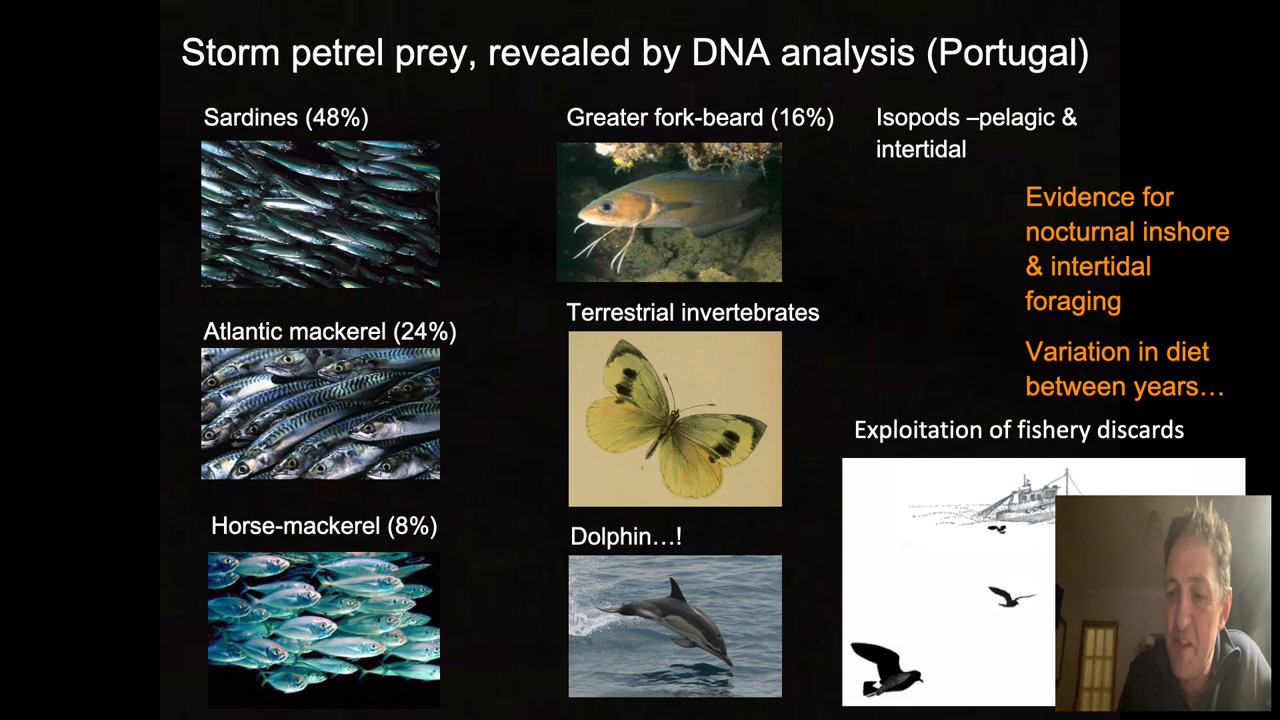 Storm petrel prey, revealed by DNA analysis (Portugal)
Sardines (48%)
Greater fork-beard (16%)
Isopods –pelagic &
intertidal
Evidence for
nocturnal inshore
& intertidal
foraging
Terrestrial invertebrates
Atlantic mackerel (24%)
Variation in diet
between years…
Exploitation of fishery discards
Horse-mackerel (8%)
Dolphin…!